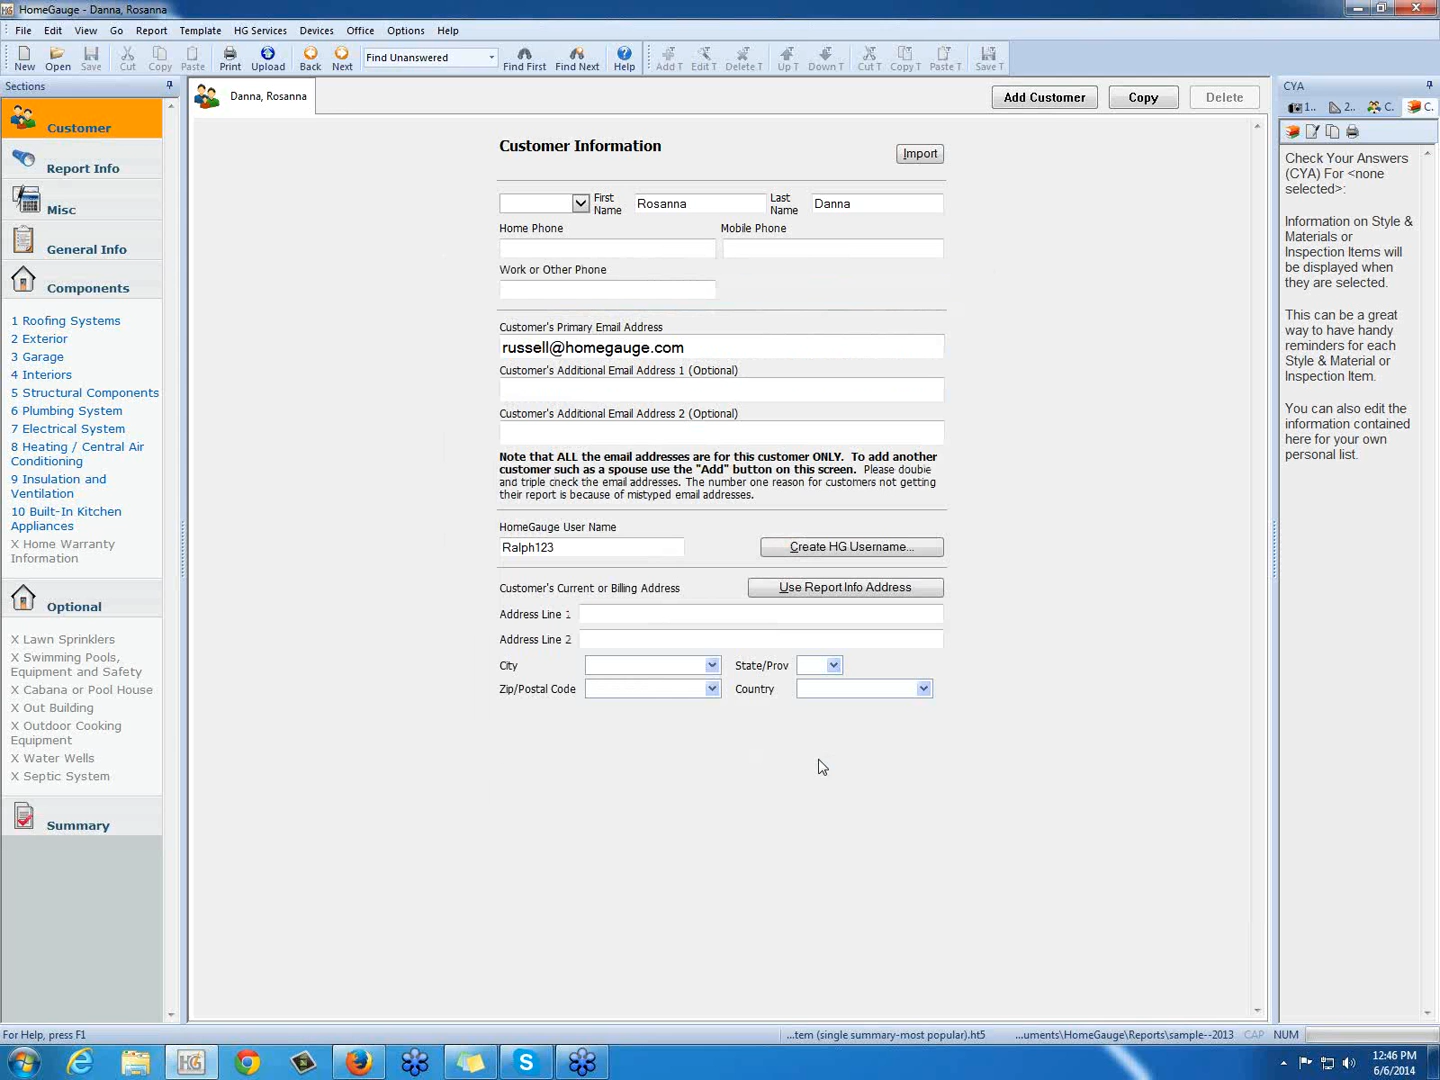 HomeGauge - Danna, Rosanna
File Edit View Go Report Template HG Services Devices Office Options Help
New Open Save Cut Copy Paste Print Upload Back Next Find Unanswered Find First Find Next Help Add T Edit T Delete T Up T Down T Cut T Copy T Paste T Save T
Sections
Customer
Report Info
Misc
General Info
Components
1 Roofing Systems
2 Exterior
3 Garage
4 Interiors
5 Structural Components
6 Plumbing System
7 Electrical System
8 Heating / Central Air
Conditioning
9 Insulation and
Ventilation
10 Built-In Kitchen
Appliances
X Home Warranty
Information
Optional
X Lawn Sprinklers
X Swimming Pools,
Equipment and Safety
X Cabana or Pool House
X Out Building
X Outdoor Cooking
Equipment
X Water Wells
X Septic System
Summary
Danna, Rosanna
Add Customer Copy Delete
Customer Information
Import
First
Name
Rosanna
Last
Name
Danna
Home Phone Mobile Phone
Work or Other Phone
Customer's Primary Email Address
russell@homegauge.com
Customer's Additional Email Address 1 (Optional)
Customer's Additional Email Address 2 (Optional)
Note that ALL the email addresses are for this customer ONLY. To add another
customer such as a spouse use the "Add" button on this screen. Please double
and triple check the email addresses. The number one reason for customers not getting
their report is because of mistyped email addresses.
HomeGauge User Name
Ralph123 Create HG Username...
Customer's Current or Billing Address Use Report Info Address
Address Line 1
Address Line 2
City State/Prov
Zip/Postal Code Country
CYA
1.. 2.. C. C.
Check Your Answers
(CYA) For <none
selected>:
Information on Style &
Materials or
Inspection Items will
be displayed when
they are selected.
This can be a great
way to have handy
reminders for each
Style & Material or
Inspection Item.
You can also edit the
information contained
here for your own
personal list.
For Help, press F1
...tem (single summary-most popular).ht5 ...uments\HomeGauge\Reports\sample--2013 CAP NUM
HG
S
12:46 PM
6/6/2014